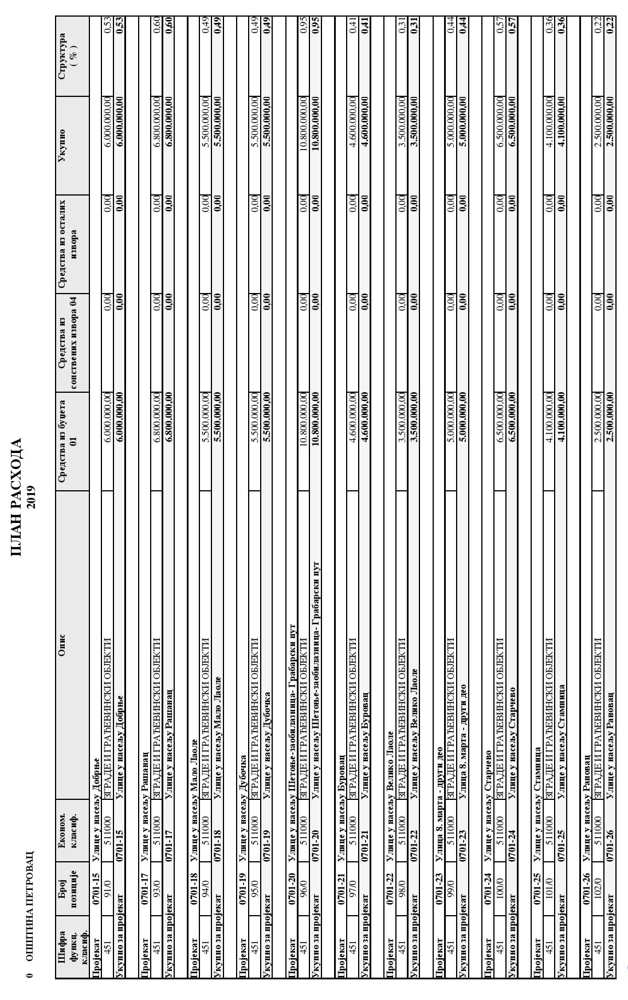 ПЛАН РАСХОДА
2019
0 ОПШТИНА ПЕТРОВАЦ
Шифра функц. класиф. Број позиције Економ. класиф. Опис Средства из буџета 01 Средства из сопствених извора 04 Средства из осталих извора Укупно Структура ( % )
Пројекат 0701-15 Улице у насељу Добрње
451 91/0 511000 ЗГРАДЕ И ГРАЂЕВИНСКИ ОБЈЕКТИ 6.000.000,00 0,00 0,00 6.000.000,00 0,53
Укупно за пројекат 0701-15 Улице у насељу Добрње 6.000.000,00 0,00 0,00 6.000.000,00 0,53
Пројекат 0701-17 Улице у насељу Рашанац
451 93/0 511000 ЗГРАДЕ И ГРАЂЕВИНСКИ ОБЈЕКТИ 6.800.000,00 0,00 0,00 6.800.000,00 0,60
Укупно за пројекат 0701-17 Улице у насељу Рашанац 6.800.000,00 0,00 0,00 6.800.000,00 0,60
Пројекат 0701-18 Улице у насељу Мало Лаоле
451 94/0 511000 ЗГРАДЕ И ГРАЂЕВИНСКИ ОБЈЕКТИ 5.500.000,00 0,00 0,00 5.500.000,00 0,49
Укупно за пројекат 0701-18 Улице у насељу Мало Лаоле 5.500.000,00 0,00 0,00 5.500.000,00 0,49
Пројекат 0701-19 Улице у насељу Дубочка
451 95/0 511000 ЗГРАДЕ И ГРАЂЕВИНСКИ ОБЈЕКТИ 5.500.000,00 0,00 0,00 5.500.000,00 0,49
Укупно за пројекат 0701-19 Улице у насељу Дубочка 5.500.000,00 0,00 0,00 5.500.000,00 0,49
Пројекат 0701-20 Улице у насељу Шетоње-заобилазница- Грабарски пут
451 96/0 511000 ЗГРАДЕ И ГРАЂЕВИНСКИ ОБЈЕКТИ 10.800.000,00 0,00 0,00 10.800.000,00 0,95
Укупно за пројекат 0701-20 Улице у насељу Шетоње-заобилазница- Грабарски пут 10.800.000,00 0,00 0,00 10.800.000,00 0,95
Пројекат 0701-21 Улице у насељу Буровац
451 97/0 511000 ЗГРАДЕ И ГРАЂЕВИНСКИ ОБЈЕКТИ 4.600.000,00 0,00 0,00 4.600.000,00 0,41
Укупно за пројекат 0701-21 Улице у насељу Буровац 4.600.000,00 0,00 0,00 4.600.000,00 0,41
Пројекат 0701-22 Улице у насељу Велико Лаоле
451 98/0 511000 ЗГРАДЕ И ГРАЂЕВИНСКИ ОБЈЕКТИ 3.500.000,00 0,00 0,00 3.500.000,00 0,31
Укупно за пројекат 0701-22 Улице у насељу Велико Лаоле 3.500.000,00 0,00 0,00 3.500.000,00 0,31
Пројекат 0701-23 Улица 8. марта - други део
451 99/0 511000 ЗГРАДЕ И ГРАЂЕВИНСКИ ОБЈЕКТИ 5.000.000,00 0,00 0,00 5.000.000,00 0,44
Укупно за пројекат 0701-23 Улица 8. марта - други део 5.000.000,00 0,00 0,00 5.000.000,00 0,44
Пројекат 0701-24 Улице у насељу Старчево
451 100/0 511000 ЗГРАДЕ И ГРАЂЕВИНСКИ ОБЈЕКТИ 6.500.000,00 0,00 0,00 6.500.000,00 0,57
Укупно за пројекат 0701-24 Улице у насељу Старчево 6.500.000,00 0,00 0,00 6.500.000,00 0,57
Пројекат 0701-25 Улице у насељу Стамница
451 101/0 511000 ЗГРАДЕ И ГРАЂЕВИНСКИ ОБЈЕКТИ 4.100.000,00 0,00 0,00 4.100.000,00 0,36
Укупно за пројекат 0701-25 Улице у насељу Стамница 4.100.000,00 0,00 0,00 4.100.000,00 0,36
Пројекат 0701-26 Улице у насељу Рановац
451 102/0 511000 ЗГРАДЕ И ГРАЂЕВИНСКИ ОБЈЕКТИ 2.500.000,00 0,00 0,00 2.500.000,00 0,22
Укупно за пројекат 0701-26 Улице у насељу Рановац 2.500.000,00 0,00 0,00 2.500.000,00 0,22